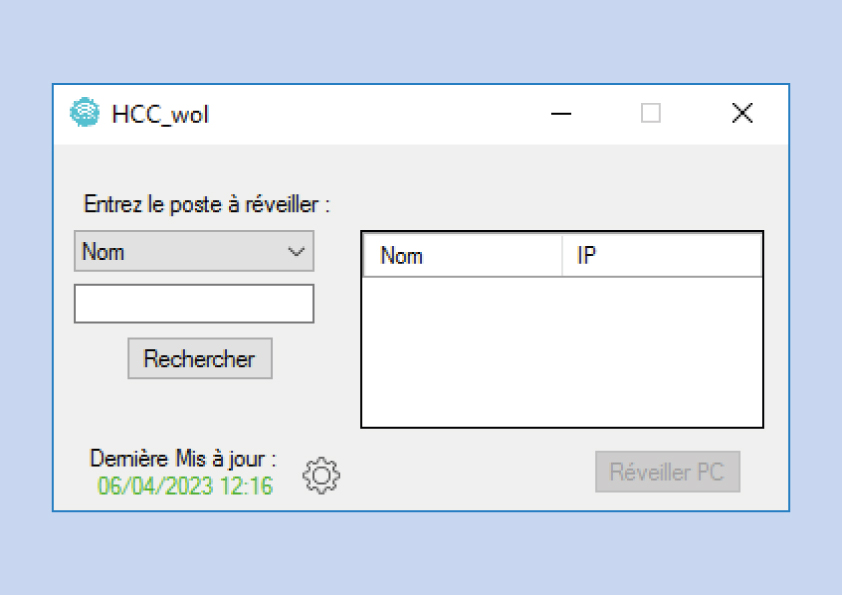 HCC_wol
Entrez le poste à réveiller :
Nom
Nom IP
Rechercher
Dernière Mis à jour :
06/04/2023 12:16
Réveiller PC